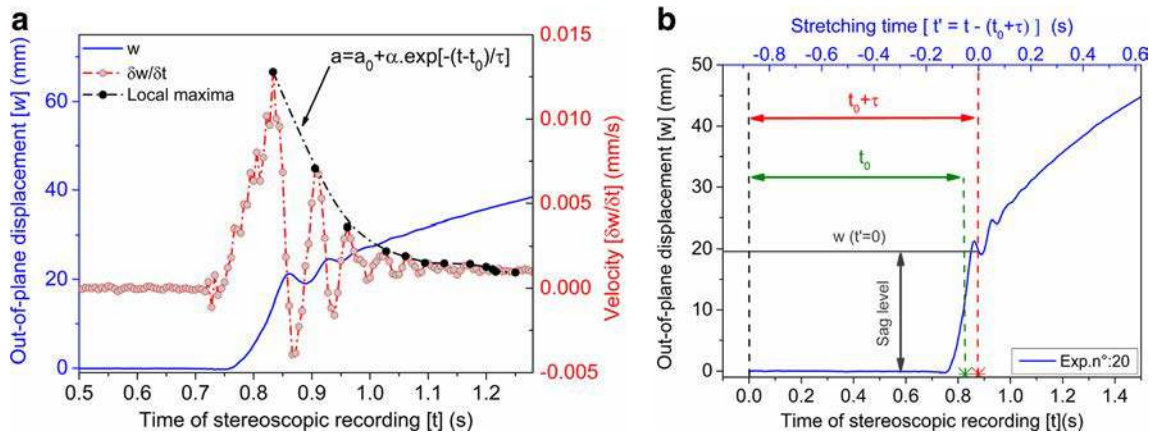 a
w
δw/δt
Local maxima
a=a₀+α.exp[-(t-t₀)/τ]
Out-of-plane displacement [w] (mm)
60
40
20
0
0.015
0.010
0.005
0.000
-0.005
Velocity [δw/δt] (mm/s)
0.5 0.6 0.7 0.8 0.9 1.0 1.1 1.2
Time of stereoscopic recording [t] (s)
b
Stretching time [ t' = t - (t₀+τ) ] (s)
-0.8 -0.6 -0.4 -0.2 0.0 0.2 0.4 0.6
Out-of-plane displacement [w] (mm)
50
40
30
20
10
0
t₀+τ
t₀
w (t'=0)
Sag level
Exp.n°:20
0.0 0.2 0.4 0.6 0.8 1.0 1.2 1.4
Time of stereoscopic recording [t](s)